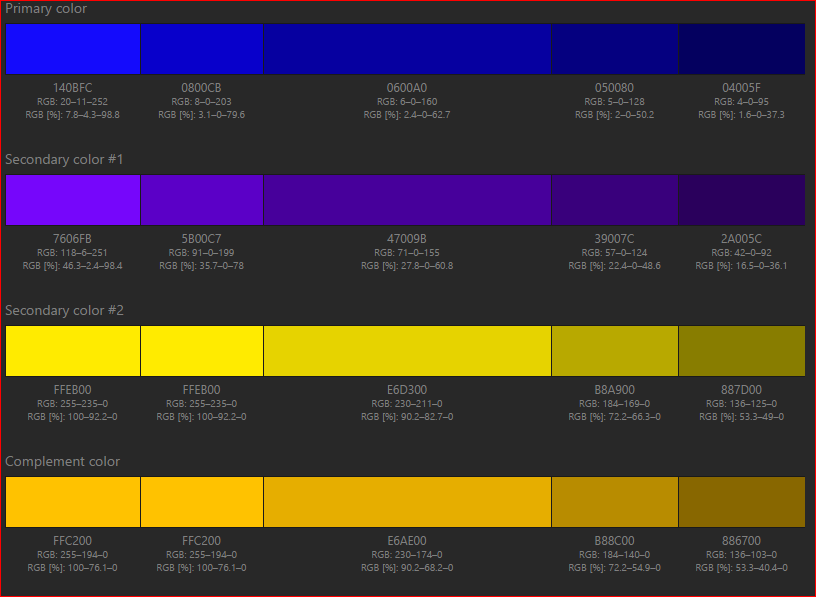 Primary color
140BFC 0800CB 0600A0 050080 04005F
RGB: 20–11–252 RGB: 8–0–203 RGB: 6–0–160 RGB: 5–0–128 RGB: 4–0–95
RGB [%]: 7.8–4.3–98.8 RGB [%]: 3.1–0–79.6 RGB [%]: 2.4–0–62.7 RGB [%]: 2–0–50.2 RGB [%]: 1.6–0–37.3
Secondary color #1
7606FB 5B00C7 47009B 39007C 2A005C
RGB: 118–6–251 RGB: 91–0–199 RGB: 71–0–155 RGB: 57–0–124 RGB: 42–0–92
RGB [%]: 46.3–2.4–98.4 RGB [%]: 35.7–0–78 RGB [%]: 27.8–0–60.8 RGB [%]: 22.4–0–48.6 RGB [%]: 16.5–0–36.1
Secondary color #2
FFEB00 FFEB00 E6D300 B8A900 887D00
RGB: 255–235–0 RGB: 255–235–0 RGB: 230–211–0 RGB: 184–169–0 RGB: 136–125–0
RGB [%]: 100–92.2–0 RGB [%]: 100–92.2–0 RGB [%]: 90.2–82.7–0 RGB [%]: 72.2–66.3–0 RGB [%]: 53.3–49–0
Complement color
FFC200 FFC200 E6AE00 B88C00 886700
RGB: 255–194–0 RGB: 255–194–0 RGB: 230–174–0 RGB: 184–140–0 RGB: 136–103–0
RGB [%]: 100–76.1–0 RGB [%]: 100–76.1–0 RGB [%]: 90.2–68.2–0 RGB [%]: 72.2–54.9–0 RGB [%]: 53.3–40.4–0